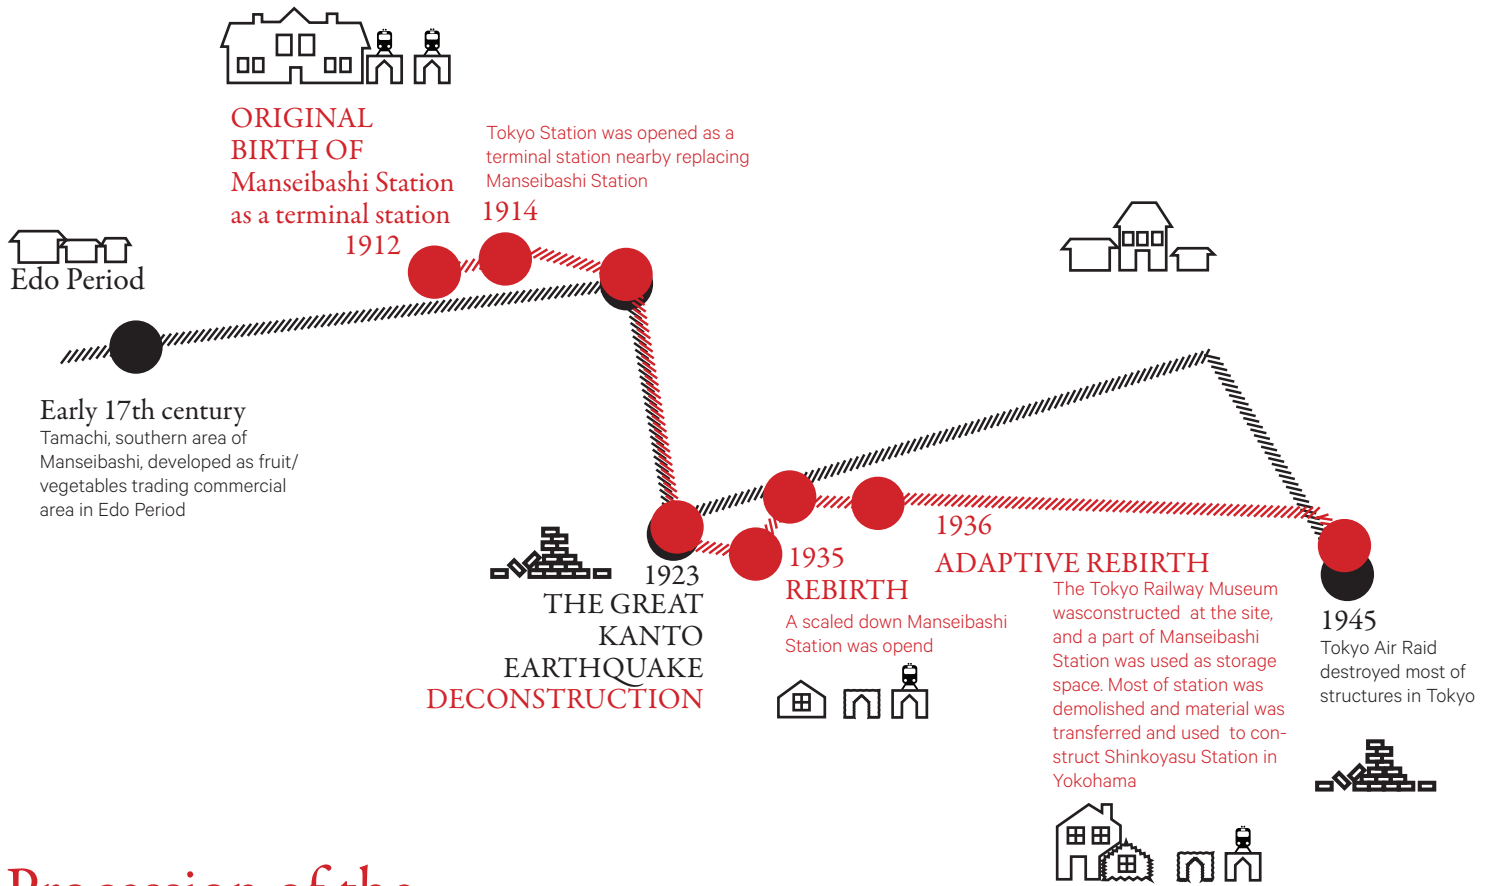 ORIGINAL
BIRTH OF
Manseibashi Station
as a terminal station
1912
Tokyo Station was opened as a
terminal station nearby replacing
Manseibashi Station
1914
Edo Period
Early 17th century
Tamachi, southern area of
Manseibashi, developed as fruit/
vegetables trading commercial
area in Edo Period
1923
THE GREAT
KANTO
EARTHQUAKE
DECONSTRUCTION
1935
REBIRTH
A scaled down Manseibashi
Station was opend
1936
ADAPTIVE REBIRTH
The Tokyo Railway Museum
wasconstructed at the site,
and a part of Manseibashi
Station was used as storage
space. Most of station was
demolished and material was
transferred and used to con-
struct Shinkoyasu Station in
Yokohama
1945
Tokyo Air Raid
destroyed most of
structures in Tokyo
Procession of the